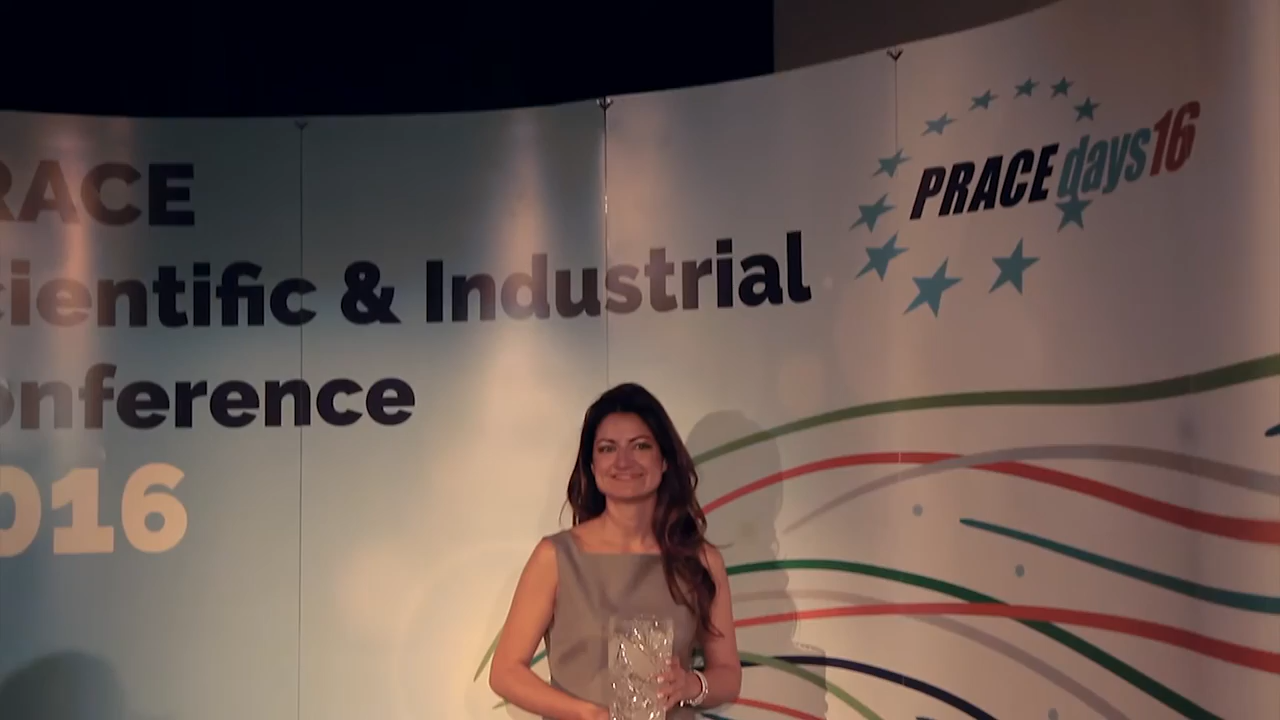 RACE
cientific & Industrial
onference
016
PRACEdays16